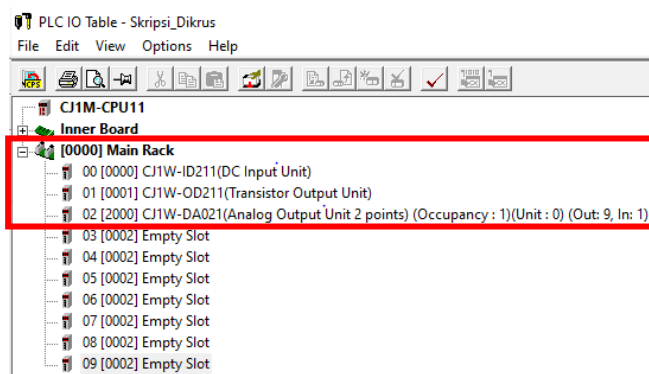 PLC IO Table - Skripsi_Dikrus
File Edit View Options Help
CJ1M-CPU11
Inner Board
[0000] Main Rack
00 [0000] CJ1W-ID211(DC Input Unit)
01 [0001] CJ1W-OD211(Transistor Output Unit)
02 [2000] CJ1W-DA021(Analog Output Unit 2 points) (Occupancy : 1)(Unit : 0) (Out: 9, In: 1)
03 [0002] Empty Slot
04 [0002] Empty Slot
05 [0002] Empty Slot
06 [0002] Empty Slot
07 [0002] Empty Slot
08 [0002] Empty Slot
09 [0002] Empty Slot